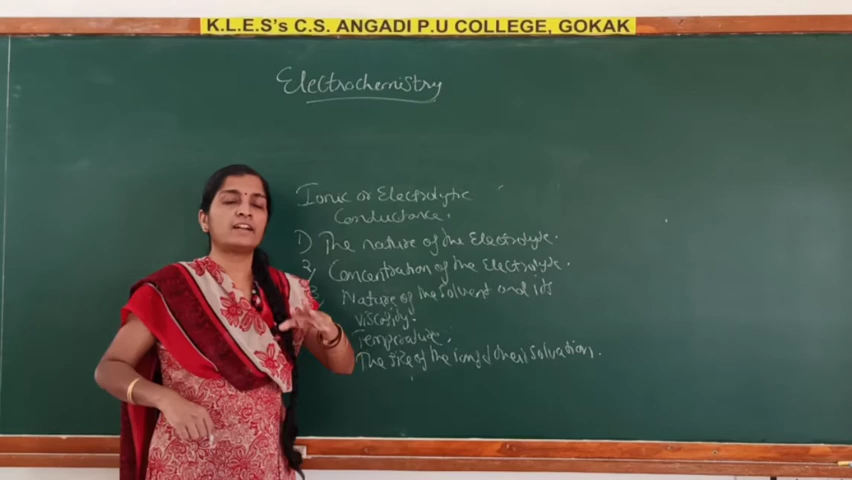 K.L.E.S's C.S. ANGADI P.U COLLEGE, GOKAK
Electrochemistry
Ionic or Electrolytic
Conductance.
1) The nature of the Electrolyte.
2) Concentration of the Electrolyte.
3) Nature of the solvent and its
viscosity.
Temperature.
The size of the ions & their solvation.